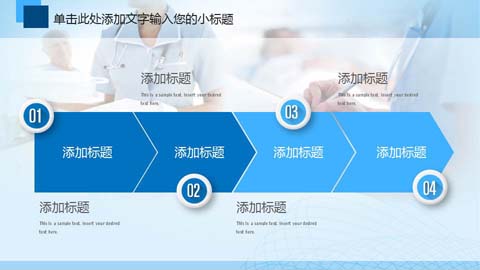 单击此处添加文字输入您的小标题
添加标题
This is a sample text. Insert your desired
text here.
添加标题
This is a sample text. Insert your desired
text here.
01
03
添加标题
添加标题
添加标题
添加标题
02
04
添加标题
This is a sample text. Insert your desired
text here.
添加标题
This is a sample text. Insert your desired
text here.